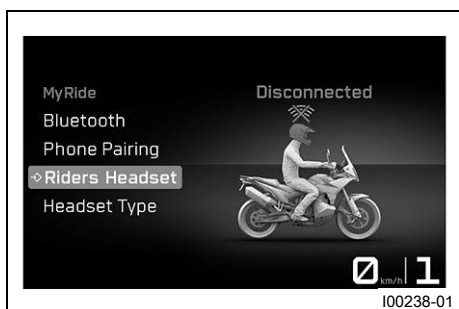 MyRide
Disconnected
Bluetooth
Phone Pairing
Riders Headset
Headset Type
0 km/h 1
I00238-01